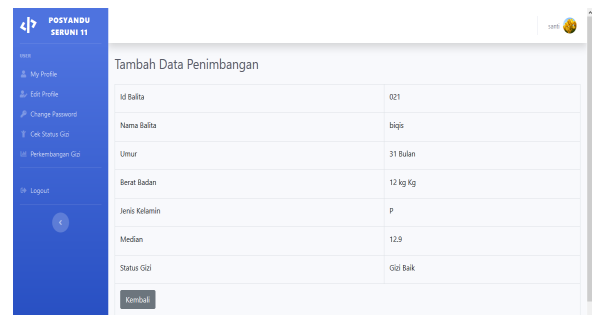 POSYANDU
SERUNI 11
santi
My Profile
Edit Profile
Change Password
Cek Status Gizi
Perkembangan Gizi
Logout
Tambah Data Penimbangan
Id Balita 021
Nama Balita biqis
Umur 31 Bulan
Berat Badan 12 kg Kg
Jenis Kelamin P
Median 12.9
Status Gizi Gizi Baik
Kembali